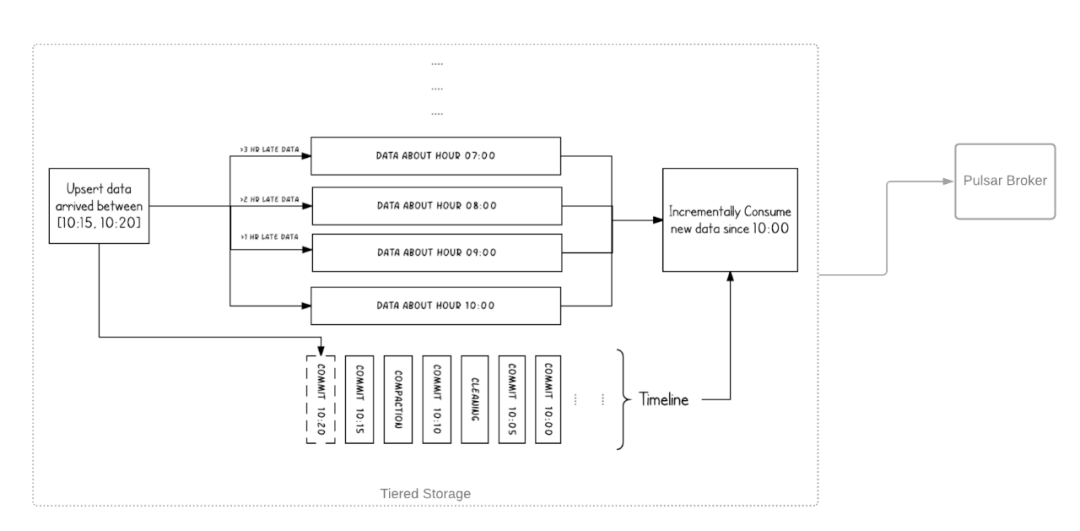 ....
....
....
>3 HR LATE DATA
DATA ABOUT HOUR 07:00
Upsert data
arrived between
[10:15, 10:20]
>2 HR LATE DATA
DATA ABOUT HOUR 08:00
>1 HR LATE DATA
DATA ABOUT HOUR 09:00
DATA ABOUT HOUR 10:00
Incrementally Consume
new data since 10:00
Pulsar Broker
COMMIT 10:20
COMMIT 10:15
COMPACTION
COMMIT 10:10
CLEANING
COMMIT 10:05
COMMIT 10:00
....
....
Timeline
Tiered Storage